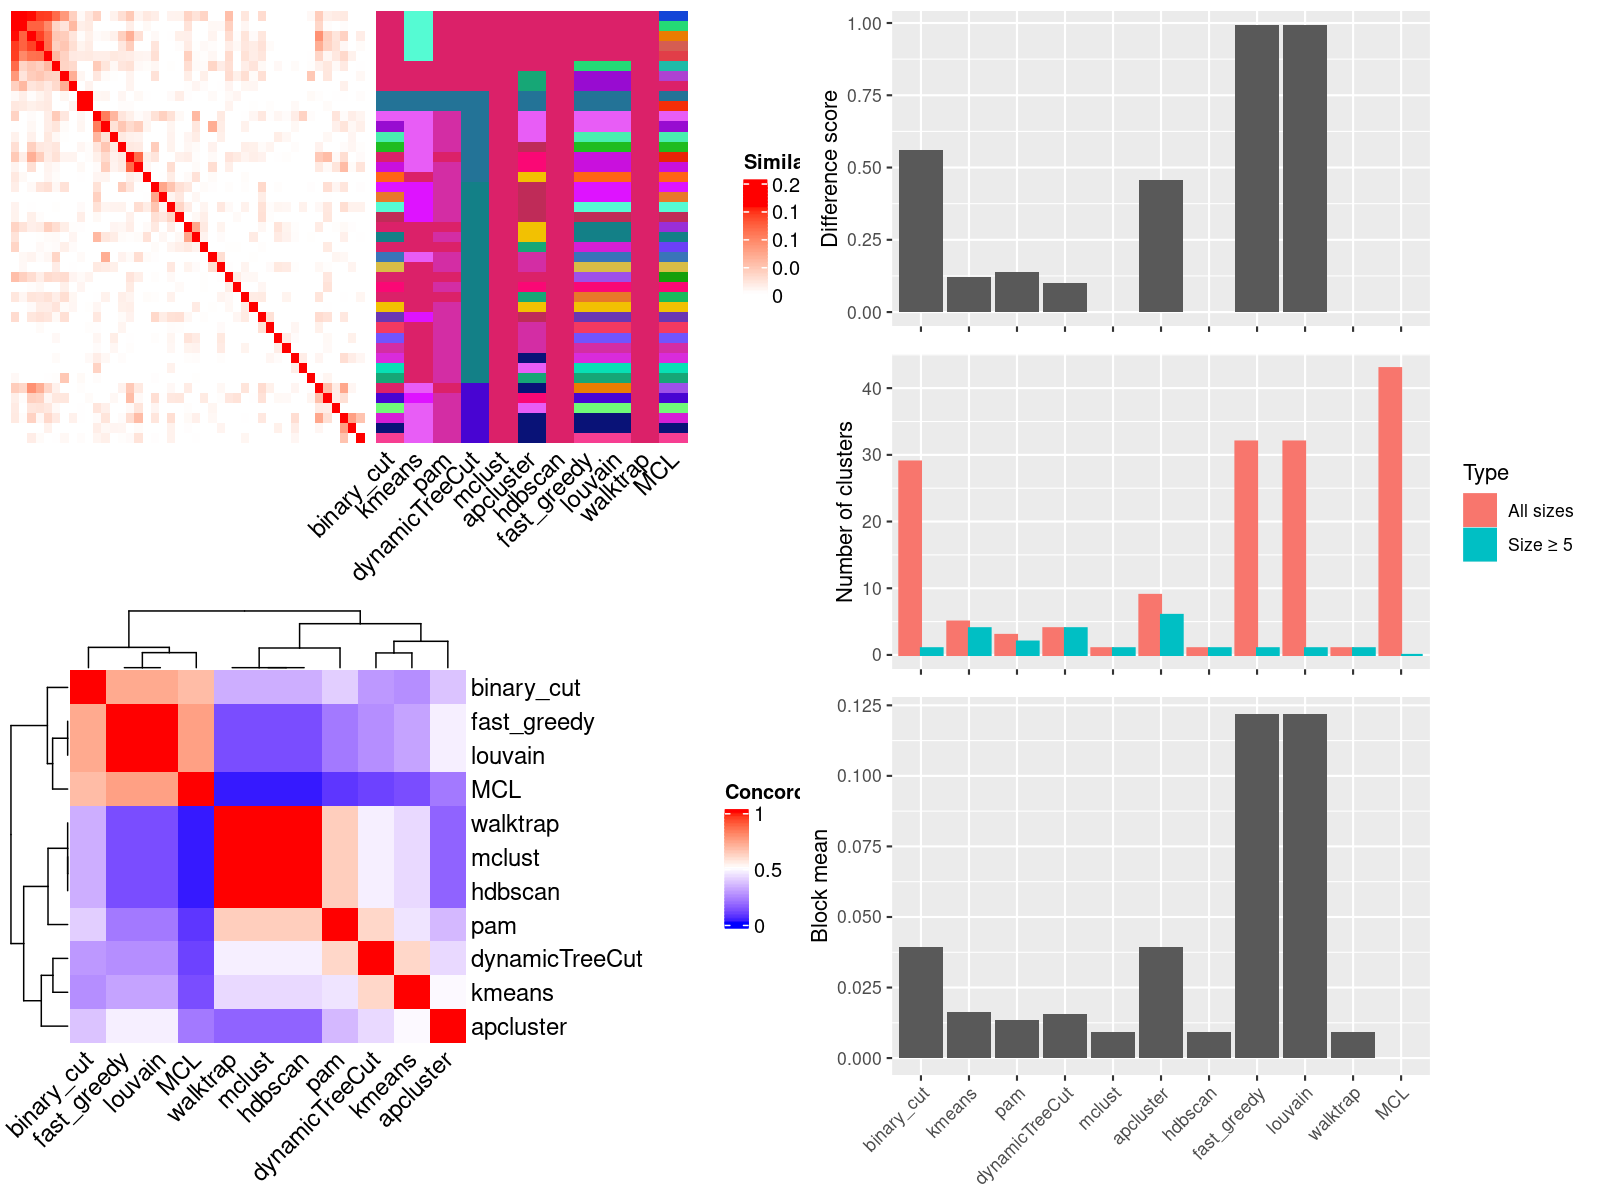 Simila
0.2
0.1
0.1
0.0
0
binary_cut
kmeans
pam
dynamicTreeCut
mclust
apcluster
hdbscan
fast_greedy
louvain
walktrap
MCL
binary_cut
fast_greedy
louvain
MCL
walktrap
mclust
hdbscan
pam
dynamicTreeCut
kmeans
apcluster
binary_cut
fast_greedy
louvain
MCL
walktrap
mclust
hdbscan
pam
dynamicTreeCut
kmeans
apcluster
Concord
1
0.5
0
Difference score
1.00
0.75
0.50
0.25
0.00
Number of clusters
40
30
20
10
0
Type
All sizes
Size ≥ 5
Block mean
0.125
0.100
0.075
0.050
0.025
0.000
binary_cut
kmeans
pam
dynamicTreeCut
mclust
apcluster
hdbscan
fast_greedy
louvain
walktrap
MCL